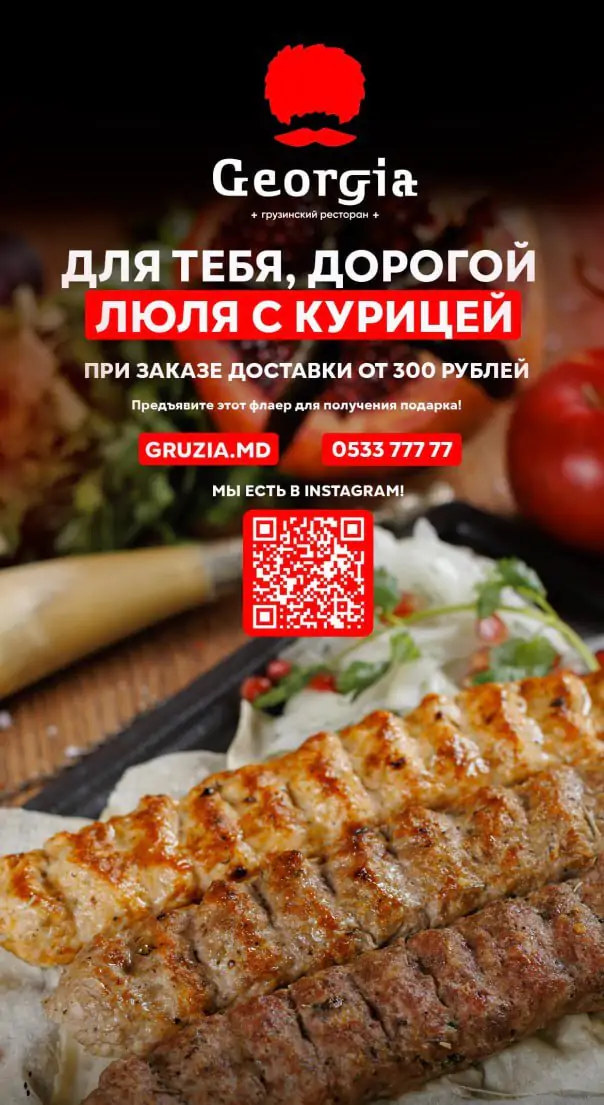 Georgia
+ грузинский ресторан +
ДЛЯ ТЕБЯ, ДОРОГОЙ
ЛЮЛЯ С КУРИЦЕЙ
ПРИ ЗАКАЗЕ ДОСТАВКИ ОТ 300 РУБЛЕЙ
Предъявите этот флаер для получения подарка!
GRUZIA.MD 0533 777 77
МЫ ЕСТЬ В INSTAGRAM!